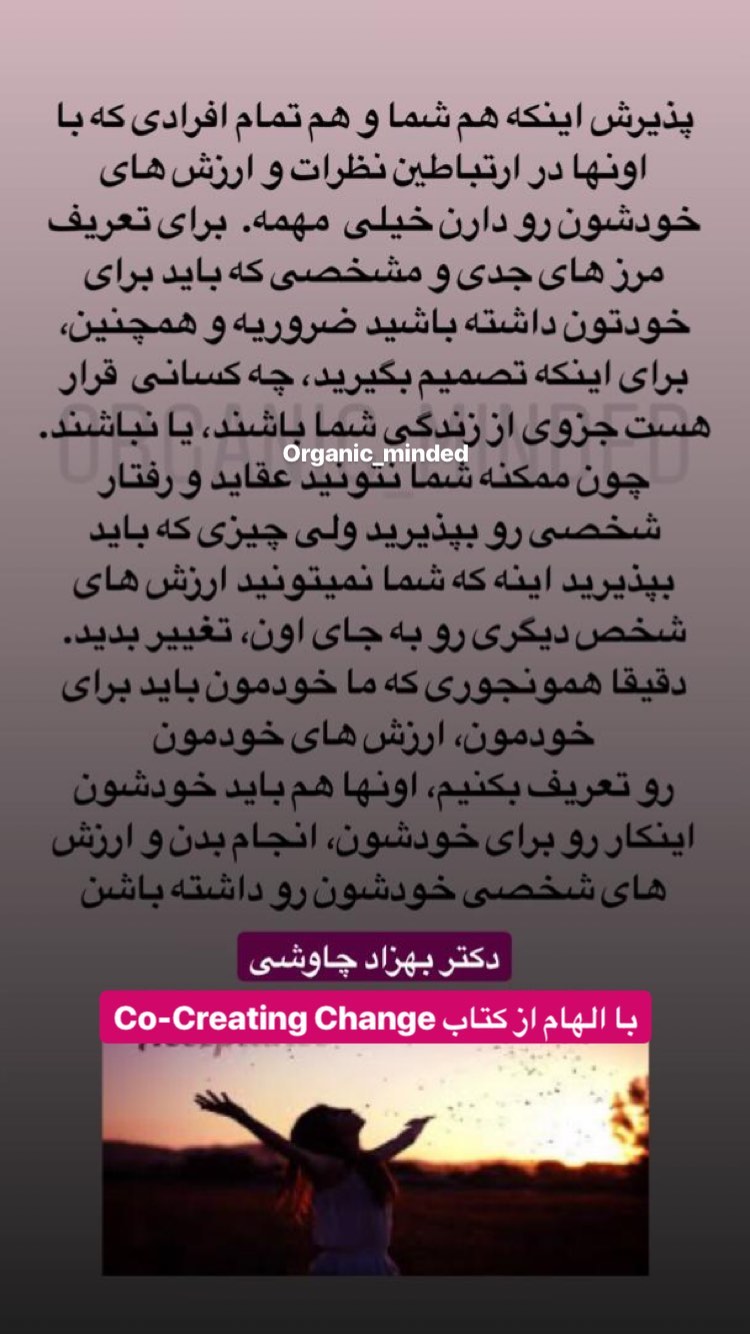 پذیرش اینکه هم شما و هم تمام افرادی که با
اونها در ارتباطین نظرات و ارزش های
خودشون رو دارن خیلی مهمه. برای تعریف
مرز های جدی و مشخصی که باید برای
خودتون داشته باشید ضروریه و همچنین،
برای اینکه تصمیم بگیرید، چه کسانی قرار
هست جزوی از زندگی شما باشند، یا نباشند.
ORGANIC_MINDED
Organic_minded
چون ممکنه شما نتونید عقاید و رفتار
شخصی رو بپذیرید ولی چیزی که باید
بپذیرید اینه که شما نمیتونید ارزش های
شخص دیگری رو به جای اون، تغییر بدید.
دقیقا همونجوری که ما خودمون باید برای
خودمون، ارزش های خودمون
رو تعریف بکنیم، اونها هم باید خودشون
اینکار رو برای خودشون، انجام بدن و ارزش
های شخصی خودشون رو داشته باشن
دکتر بهزاد چاوشی
با الهام از کتاب Co-Creating Change